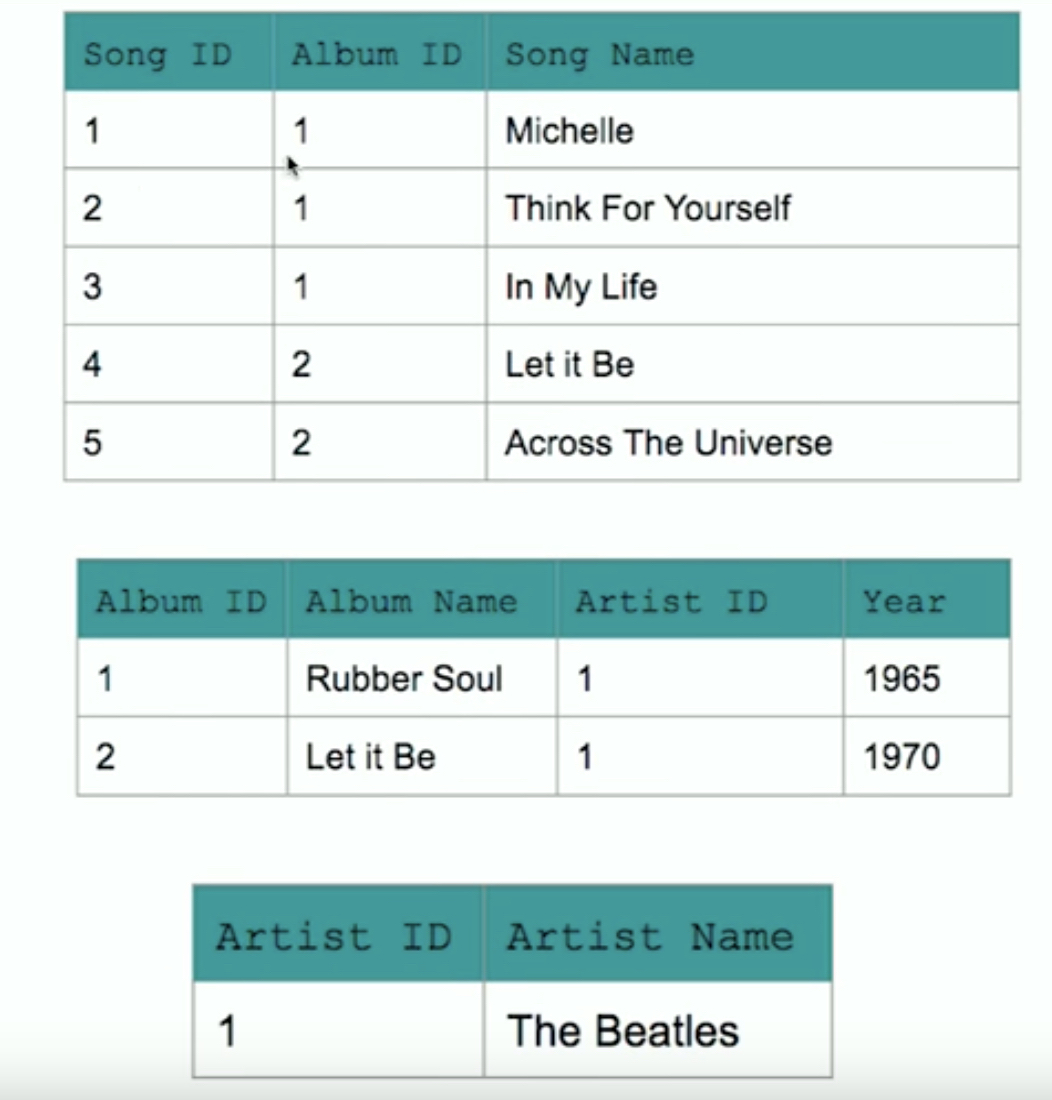 Song ID Album ID Song Name
1 1 Michelle
2 1 Think For Yourself
3 1 In My Life
4 2 Let it Be
5 2 Across The Universe
Album ID Album Name Artist ID Year
1 Rubber Soul 1 1965
2 Let it Be 1 1970
Artist ID Artist Name
1 The Beatles